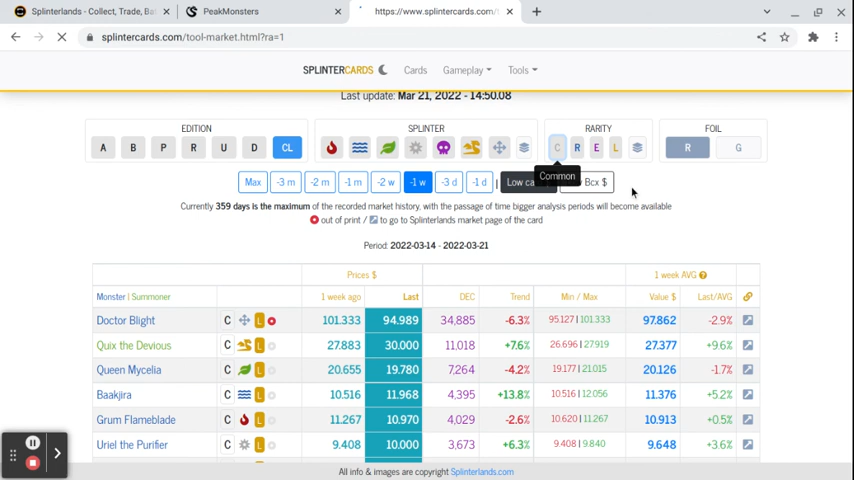 Splinterlands - Collect, Trade, Ba
PeakMonsters
https://www.splintercards.com/t
splintercards.com/tool-market.html?ra=1
SPLINTERCARDS Cards Gameplay Tools
Last update: Mar 21, 2022 - 14:50.08
EDITION SPLINTER RARITY FOIL
A B P R U D CL C R E L R G
Max -3 m -2 m -1 m -2 w -1 w -3 d -1 d | Low ca Bcx $
Common
Currently 359 days is the maximum of the recorded market history, with the passage of time bigger analysis periods will become available
out of print / to go to Splinterlands market page of the card
Period: 2022-03-14 - 2022-03-21
Prices $ 1 week AVG
Monster | Summoner 1 week ago Last DEC Trend Min / Max Value $ Last/AVG
Doctor Blight C L 101.333 94.989 34,885 -6.3% 95.127 | 101.333 97.862 -2.9%
Quix the Devious C L 27.883 30.000 11,018 +7.6% 26.696 | 27.919 27.377 +9.6%
Queen Mycelia C L 20.655 19.780 7,264 -4.2% 19.177 | 21.015 20.126 -1.7%
Baakjira C L 10.516 11.968 4,395 +13.8% 10.516 | 12.056 11.376 +5.2%
Grum Flameblade C L 11.267 10.970 4,029 -2.6% 10.620 | 11.267 10.913 +0.5%
Uriel the Purifier C L 9.408 10.000 3,673 +6.3% 9.408 | 9.840 9.648 +3.6%
All info & images are copyright Splinterlands.com